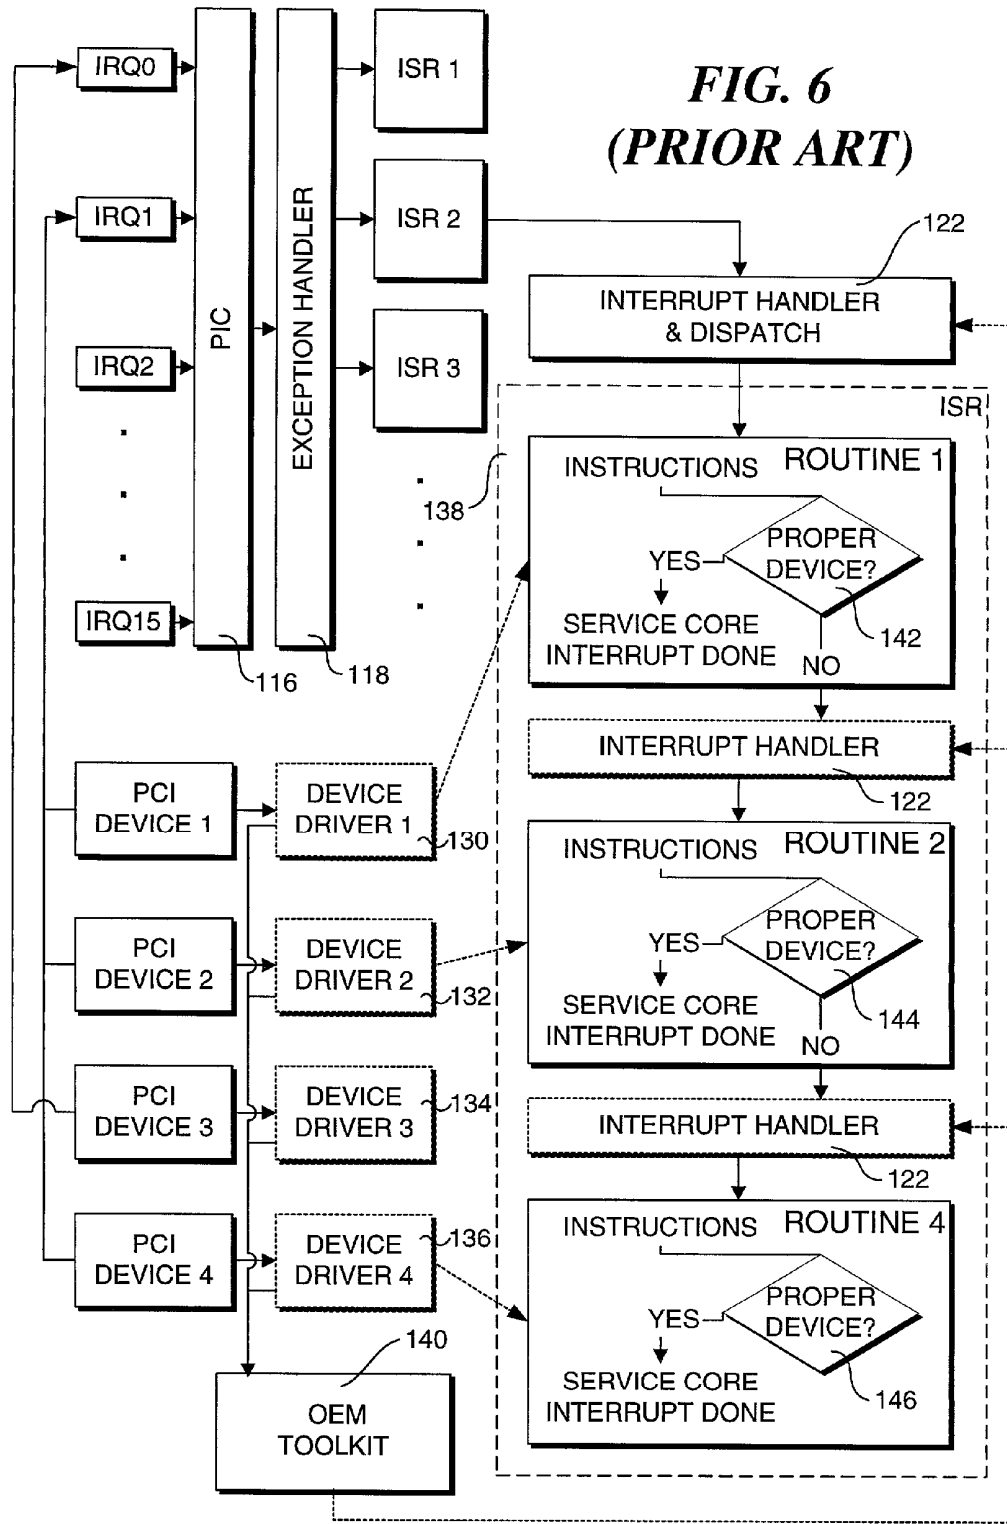 FIG. 6
(PRIOR ART)
IRQ0
IRQ1
IRQ2
IRQ15
PIC
EXCEPTION HANDLER
ISR 1
ISR 2
ISR 3
116
118
122
INTERRUPT HANDLER
& DISPATCH
ISR
138
INSTRUCTIONS
ROUTINE 1
PROPER
DEVICE?
YES
142
SERVICE CORE
INTERRUPT DONE
NO
INTERRUPT HANDLER
122
INSTRUCTIONS
ROUTINE 2
PROPER
DEVICE?
YES
144
SERVICE CORE
INTERRUPT DONE
NO
INTERRUPT HANDLER
122
INSTRUCTIONS
ROUTINE 4
PROPER
DEVICE?
YES
146
SERVICE CORE
INTERRUPT DONE
PCI
DEVICE 1
DEVICE
DRIVER 1
130
PCI
DEVICE 2
DEVICE
DRIVER 2
132
PCI
DEVICE 3
DEVICE
DRIVER 3
134
PCI
DEVICE 4
DEVICE
DRIVER 4
136
140
OEM
TOOLKIT